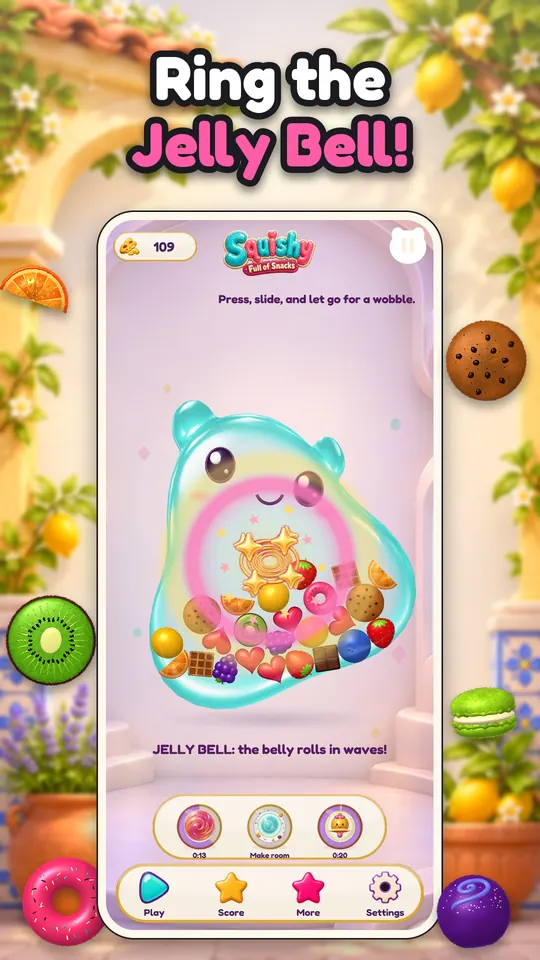 Ring the
Jelly Bell!
109
Squishy
Full of Snacks
Press, slide, and let go for a wobble.
JELLY BELL: the belly rolls in waves!
0:13
Make room
0:20
Play
Score
More
Settings